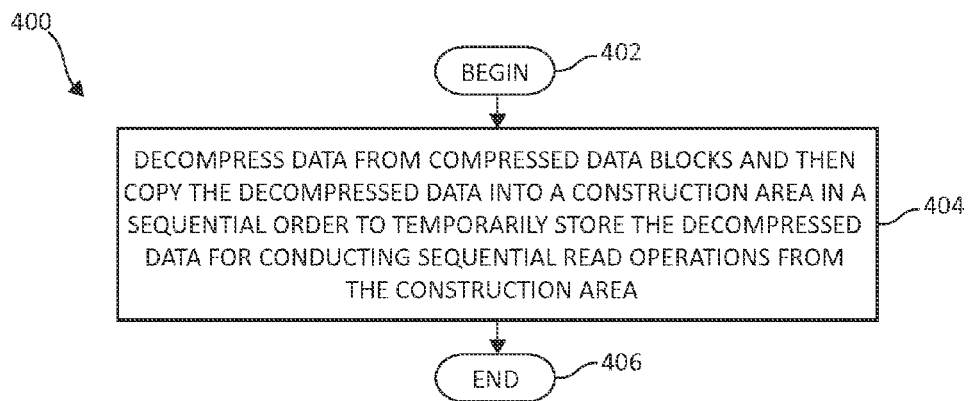 400
402
BEGIN
DECOMPRESS DATA FROM COMPRESSED DATA BLOCKS AND THEN
COPY THE DECOMPRESSED DATA INTO A CONSTRUCTION AREA IN A
SEQUENTIAL ORDER TO TEMPORARILY STORE THE DECOMPRESSED
DATA FOR CONDUCTING SEQUENTIAL READ OPERATIONS FROM
THE CONSTRUCTION AREA
404
406
END